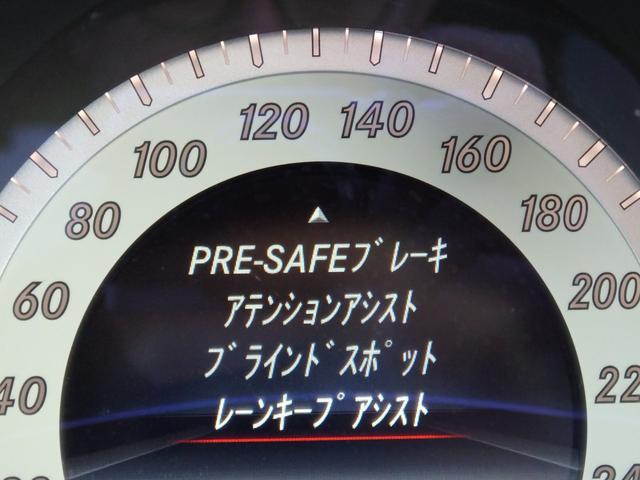 120 140
100 160
80 180
60 200
PRE-SAFEﾌﾞﾚｰｷ
ｱﾃﾝｼｮﾝｱｼｽﾄ
ﾌﾞﾗｲﾝﾄﾞｽﾎﾟｯﾄ
ﾚｰﾝｷｰﾌﾟｱｼｽﾄ